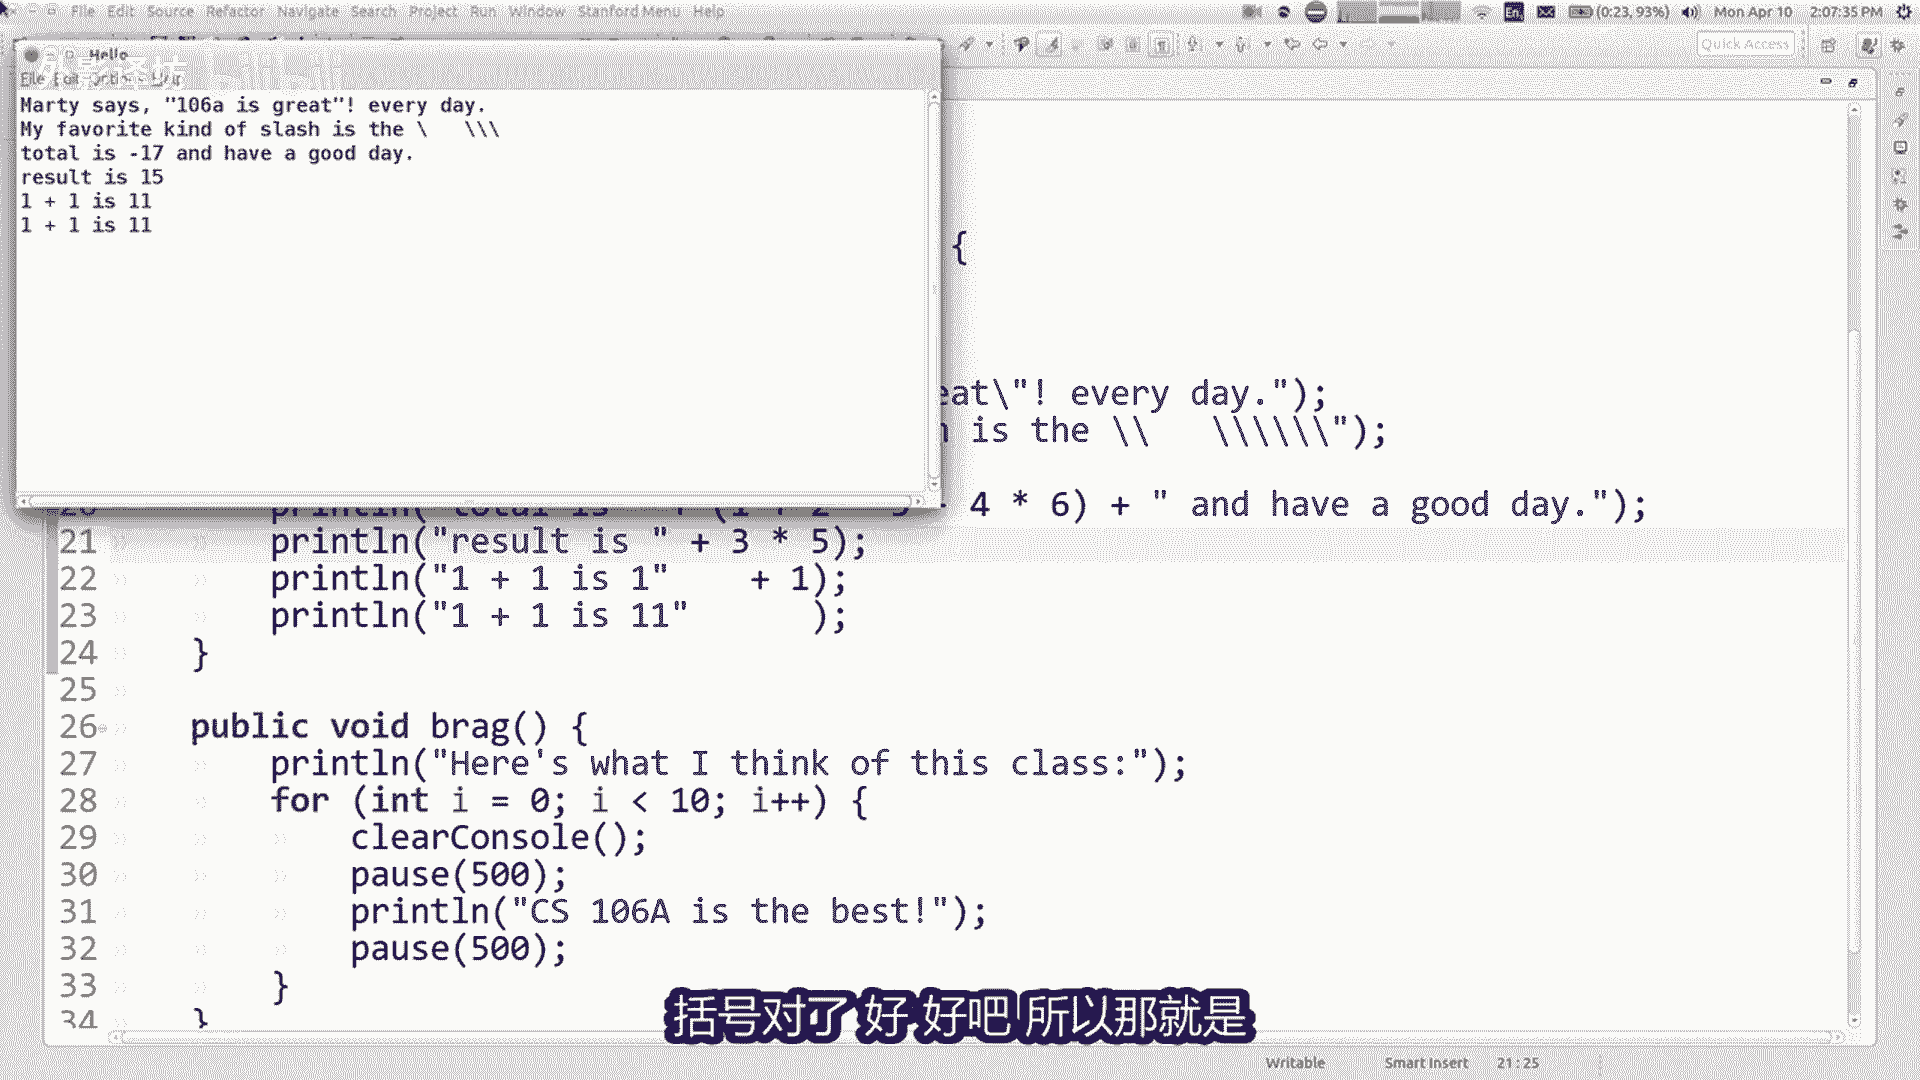 File Edit Source Refactor Navigate Search Project Run Window Stanford Menu Help
(0:23, 93%) Mon Apr 10 2:07:35 PM
Quick Access
Hello
File Edit
Marty says, "106a is great"! every day.
My favorite kind of slash is the \   \\\
total is -17 and have a good day.
result is 15
1 + 1 is 11
1 + 1 is 11
{
eat\"! every day.");
is the \\   \\\\\\");
4 * 6) + " and have a good day.");
21 println("result is " + 3 * 5);
22 println("1 + 1 is 1"    + 1);
23 println("1 + 1 is 11"      );
24 }
25
26 public void brag() {
27 println("Here's what I think of this class:");
28 for (int i = 0; i < 10; i++) {
29 clearConsole();
30 pause(500);
31 println("CS 106A is the best!");
32 pause(500);
33 }
34 }
括号对了 好 好吧 所以那就是
Writable Smart Insert 21:25